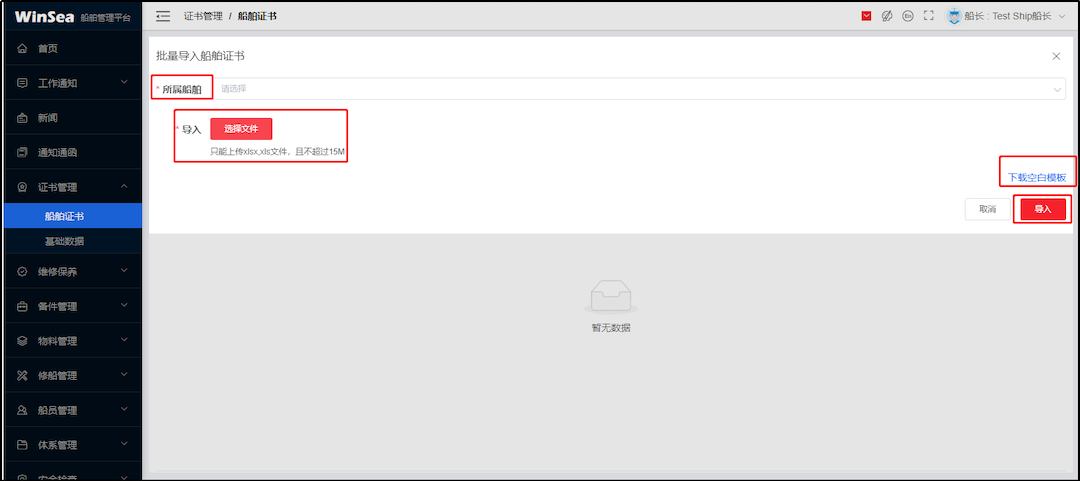 WinSea 船舶管理平台
证书管理 / 船舶证书
En
船长 : Test Ship船长
首页
工作通知
新闻
通知通函
证书管理
船舶证书
基础数据
维修保养
备件管理
物料管理
修船管理
船员管理
体系管理
安全检查
批量导入船舶证书
* 所属船舶 请选择
* 导入 选择文件
只能上传xlsx,xls文件，且不超过15M
下载空白模板
取消 导入
暂无数据